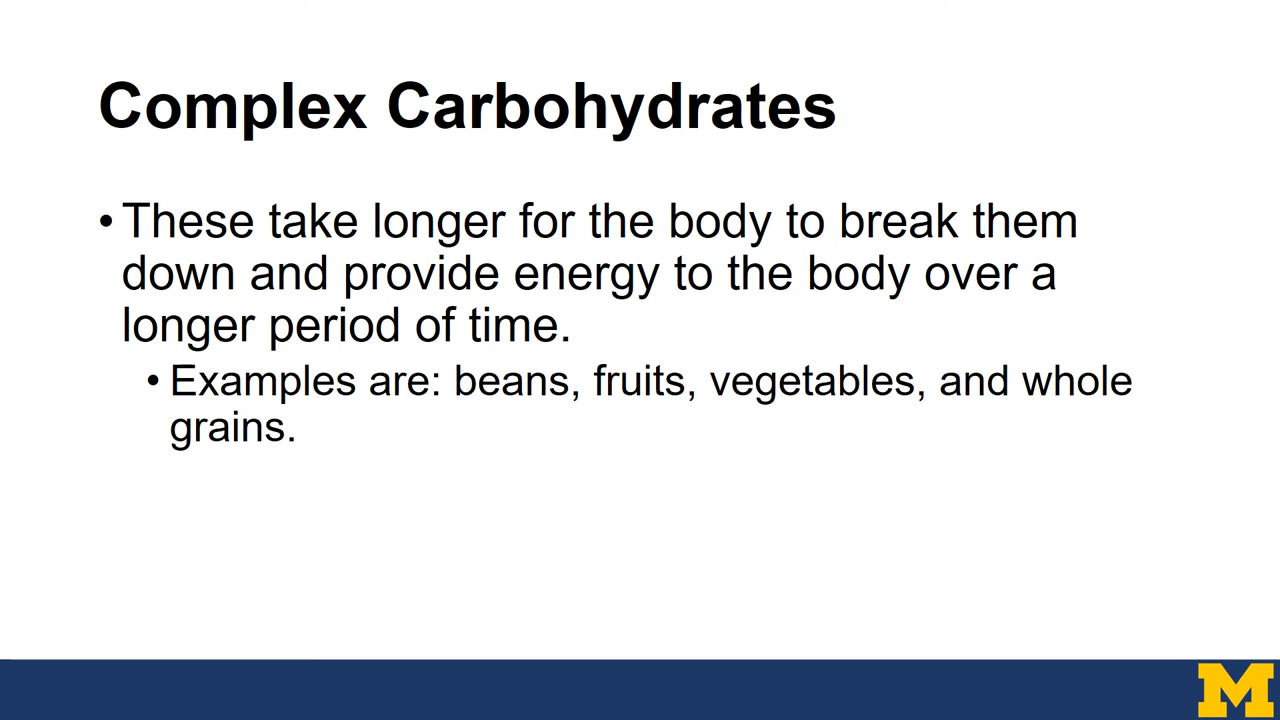 Complex Carbohydrates
• These take longer for the body to break them
down and provide energy to the body over a
longer period of time.
• Examples are: beans, fruits, vegetables, and whole
grains.
M